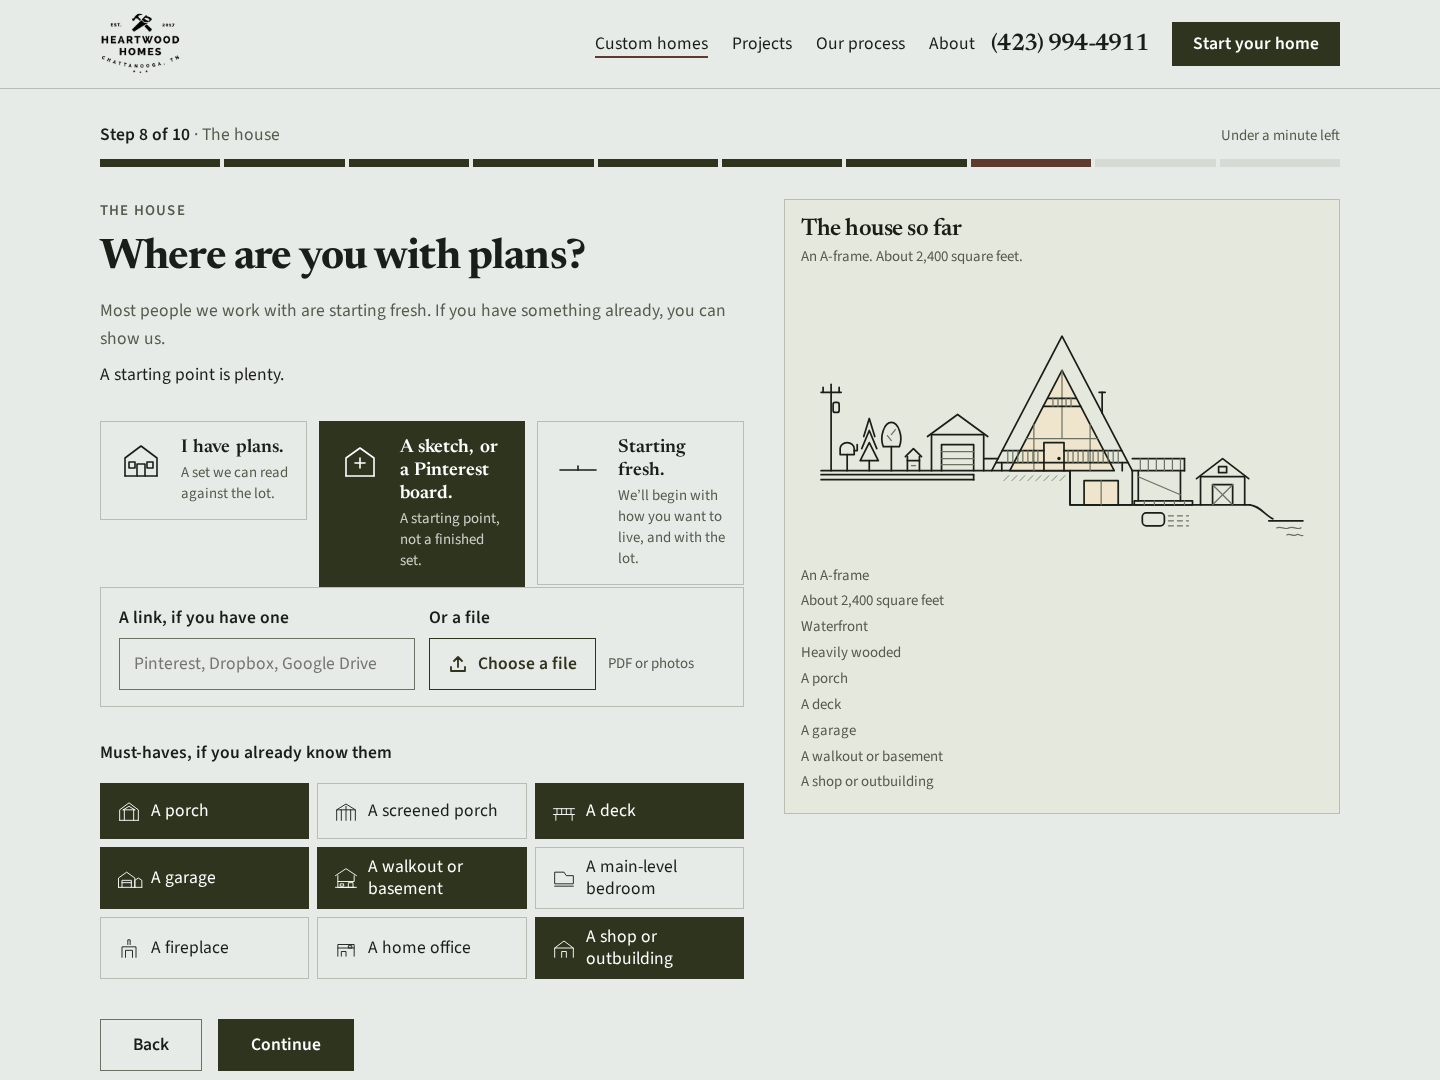 EST. 2017
HEARTWOOD
HOMES
CHATTANOOGA, TN
Custom homes
Projects
Our process
About
(423) 994-4911
Start your home
Step 8 of 10 · The house
Under a minute left
THE HOUSE
Where are you with plans?
Most people we work with are starting fresh. If you have something already, you can
show us.
A starting point is plenty.
I have plans.
A set we can read
against the lot.
A sketch, or
a Pinterest
board.
A starting point,
not a finished
set.
Starting
fresh.
We’ll begin with
how you want to
live, and with the
lot.
A link, if you have one
Pinterest, Dropbox, Google Drive
Or a file
Choose a file
PDF or photos
Must-haves, if you already know them
A porch
A screened porch
A deck
A garage
A walkout or
basement
A main-level
bedroom
A fireplace
A home office
A shop or
outbuilding
Back
Continue
The house so far
An A-frame. About 2,400 square feet.
An A-frame
About 2,400 square feet
Waterfront
Heavily wooded
A porch
A deck
A garage
A walkout or basement
A shop or outbuilding